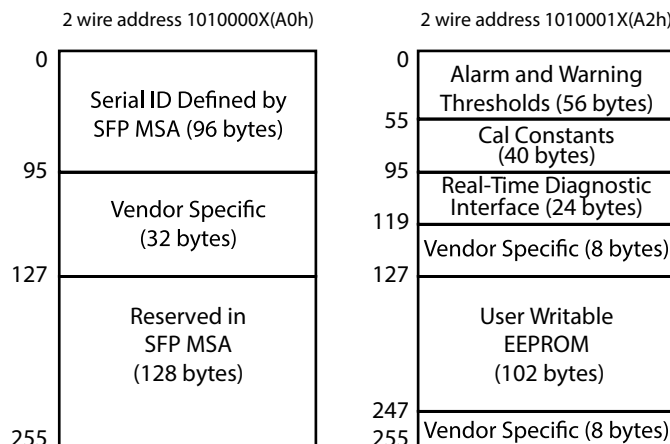 2 wire address 1010000X(A0h)
0
Serial ID Defined by
SFP MSA (96 bytes)
95
Vendor Specific
(32 bytes)
127
Reserved in
SFP MSA
(128 bytes)
255
2 wire address 1010001X(A2h)
0
Alarm and Warning
Thresholds (56 bytes)
55
Cal Constants
(40 bytes)
95
Real-Time Diagnostic
Interface (24 bytes)
119
Vendor Specific (8 bytes)
127
User Writable
EEPROM
(102 bytes)
247
Vendor Specific (8 bytes)
255